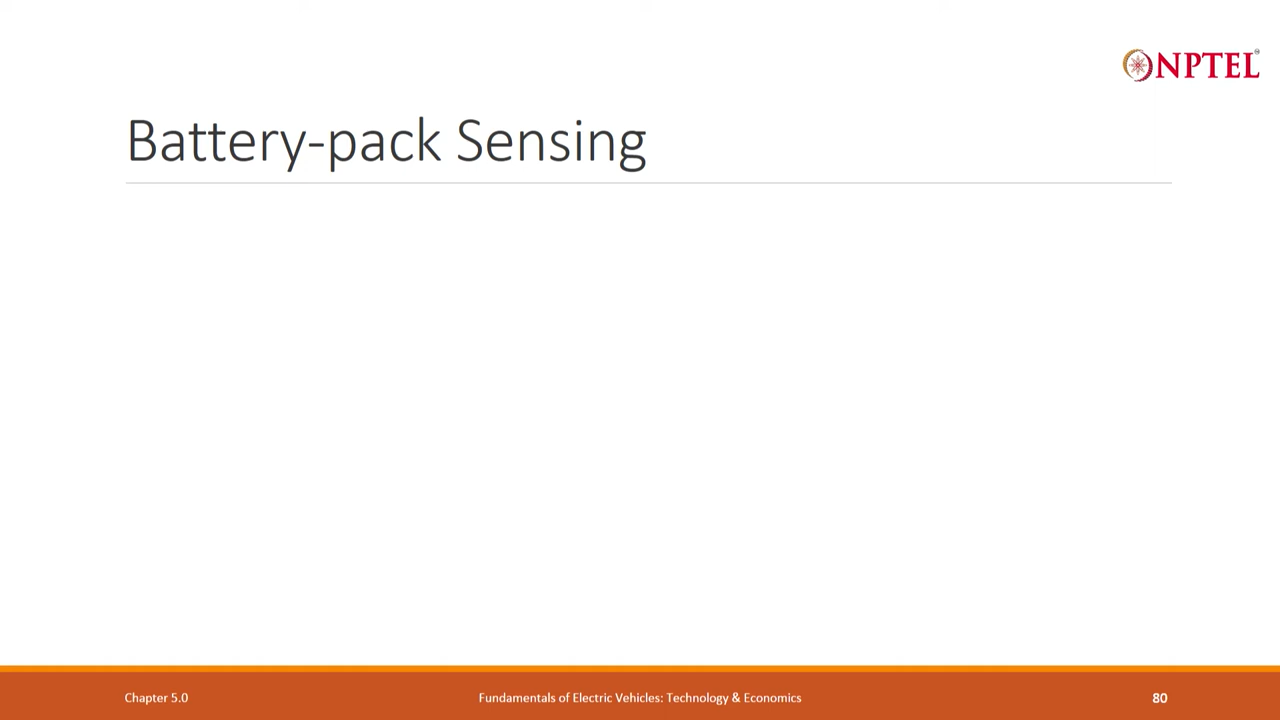 NPTEL
Battery-pack Sensing
Chapter 5.0
Fundamentals of Electric Vehicles: Technology & Economics
80